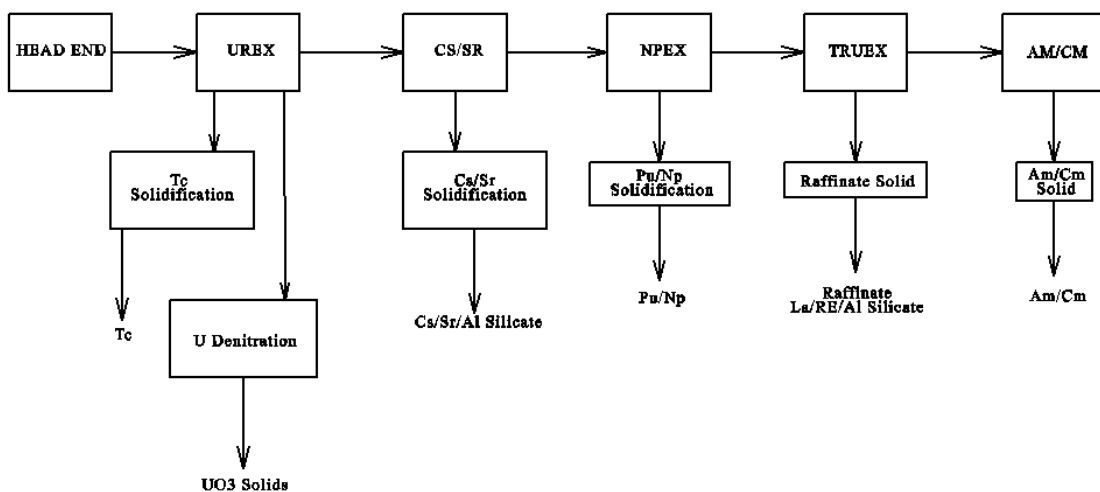 HEAD END
UREX
CS/SR
NPEX
TRUEX
AM/CM
Tc
Solidification
Cs/Sr
Solidification
Pu/Np
Solidification
Raffinate Solid
Am/Cm
Solid
Tc
U Denitration
Cs/Sr/Al Silicate
Pu/Np
Raffinate
La/RE/Al Silicate
Am/Cm
UO3 Solids